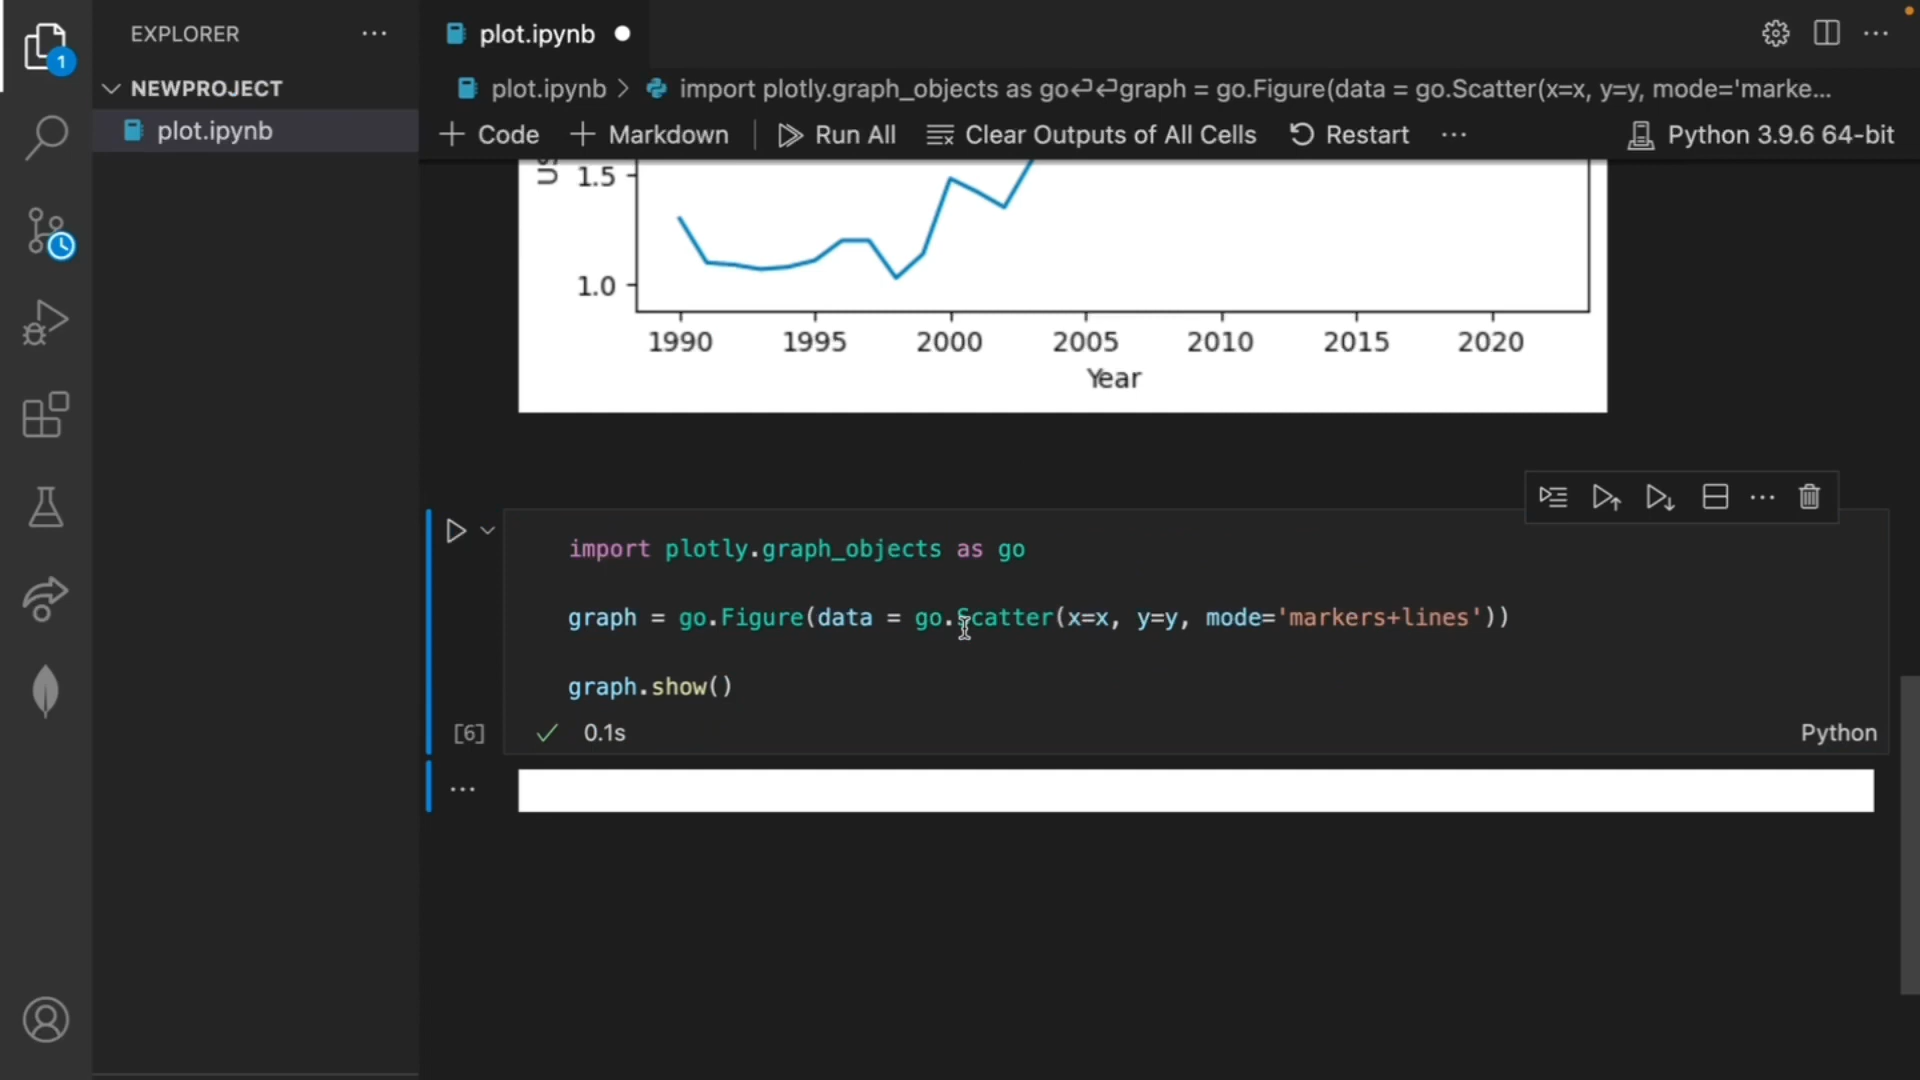 EXPLORER
plot.ipynb
1
NEWPROJECT
plot.ipynb > import plotly.graph_objects as go↵↵graph = go.Figure(data = go.Scatter(x=x, y=y, mode='marke...
plot.ipynb
Code
Markdown
Run All
Clear Outputs of All Cells
Restart
Python 3.9.6 64-bit
US
1.5
1.0
1990 1995 2000 2005 2010 2015 2020
Year
import plotly.graph_objects as go
graph = go.Figure(data = go.Scatter(x=x, y=y, mode='markers+lines'))
graph.show()
[6]
0.1s
Python